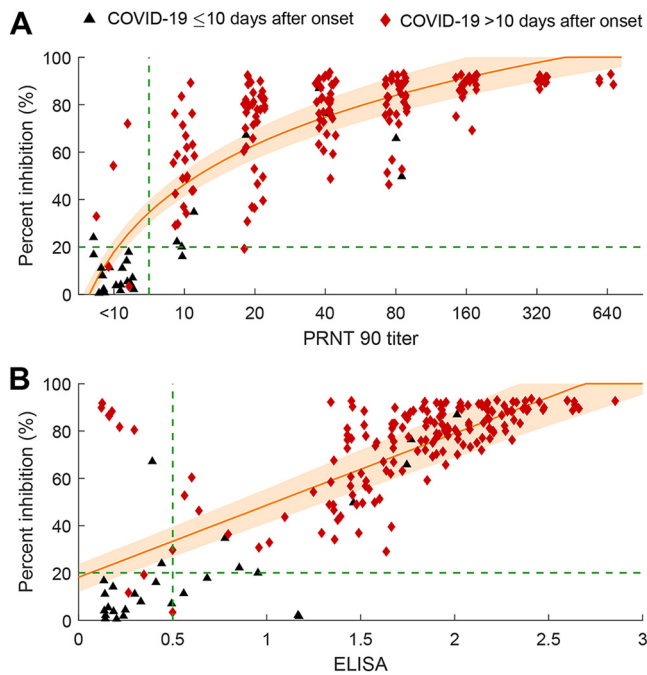 COVID-19 ≤10 days after onset COVID-19 >10 days after onset
A
Percent inhibition (%)
100
80
60
40
20
0
<10 10 20 40 80 160 320 640
PRNT 90 titer
B
Percent inhibition (%)
100
80
60
40
20
0
0 0.5 1 1.5 2 2.5 3
ELISA